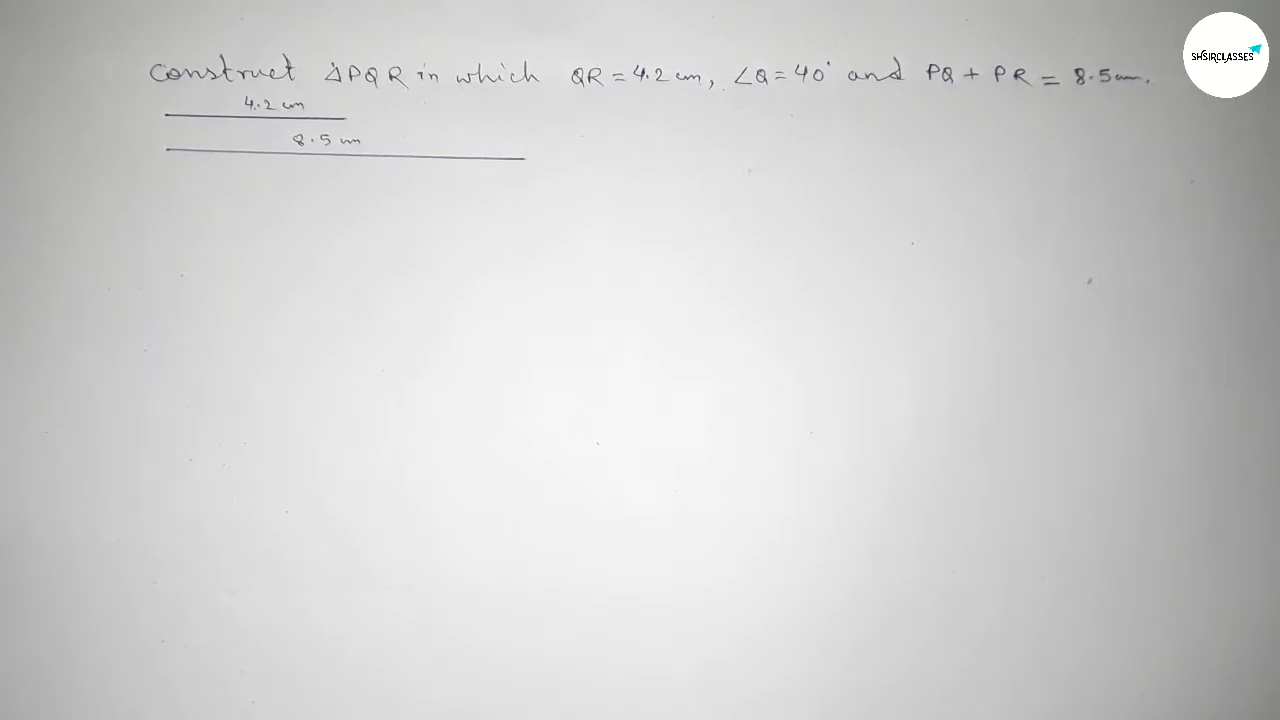 SHSIRCLASSES
construct ΔPQR in which QR = 4.2 cm, ∠Q = 40° and PQ + PR = 8.5 cm.
4.2 cm
8.5 cm